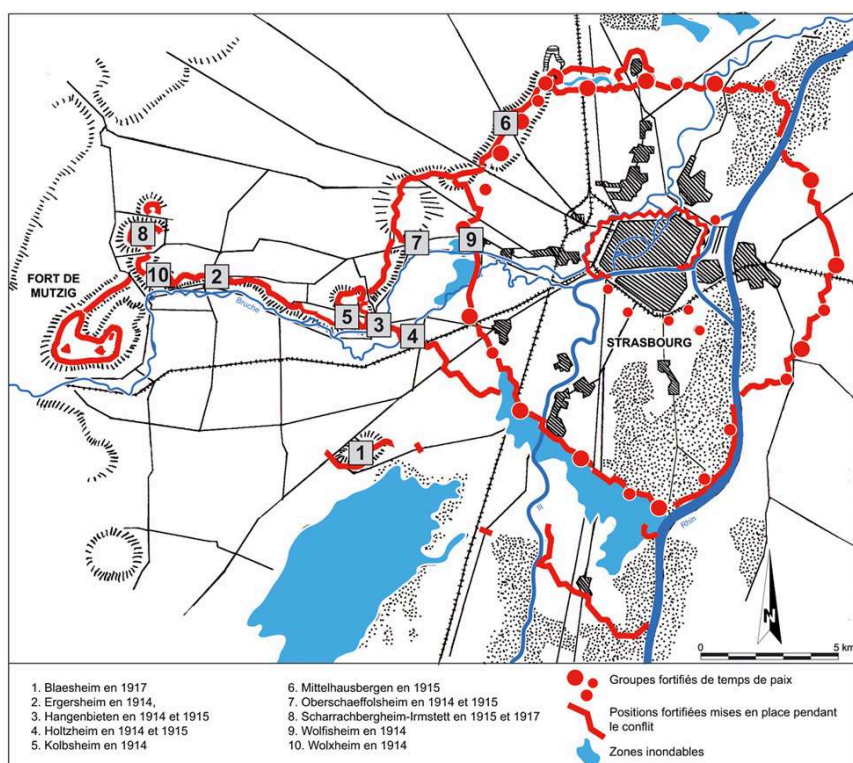 6
8
7
9
FORT DE
MUTZIG
10
2
Bruche
5
3
4
STRASBOURG
1
Ill
Rhin
N
0
5 km
1. Blaesheim en 1917
2. Ergersheim en 1914,
3. Hangenbieten en 1914 et 1915
4. Holtzheim en 1914 et 1915
5. Kolbsheim en 1914
6. Mittelhausbergen en 1915
7. Oberschaeffolsheim en 1914 et 1915
8. Scharrachbergheim-Irmstett en 1915 et 1917
9. Wolfisheim en 1914
10. Wolxheim en 1914
Groupes fortifiés de temps de paix
Positions fortifiées mises en place pendant
le conflit
Zones inondables